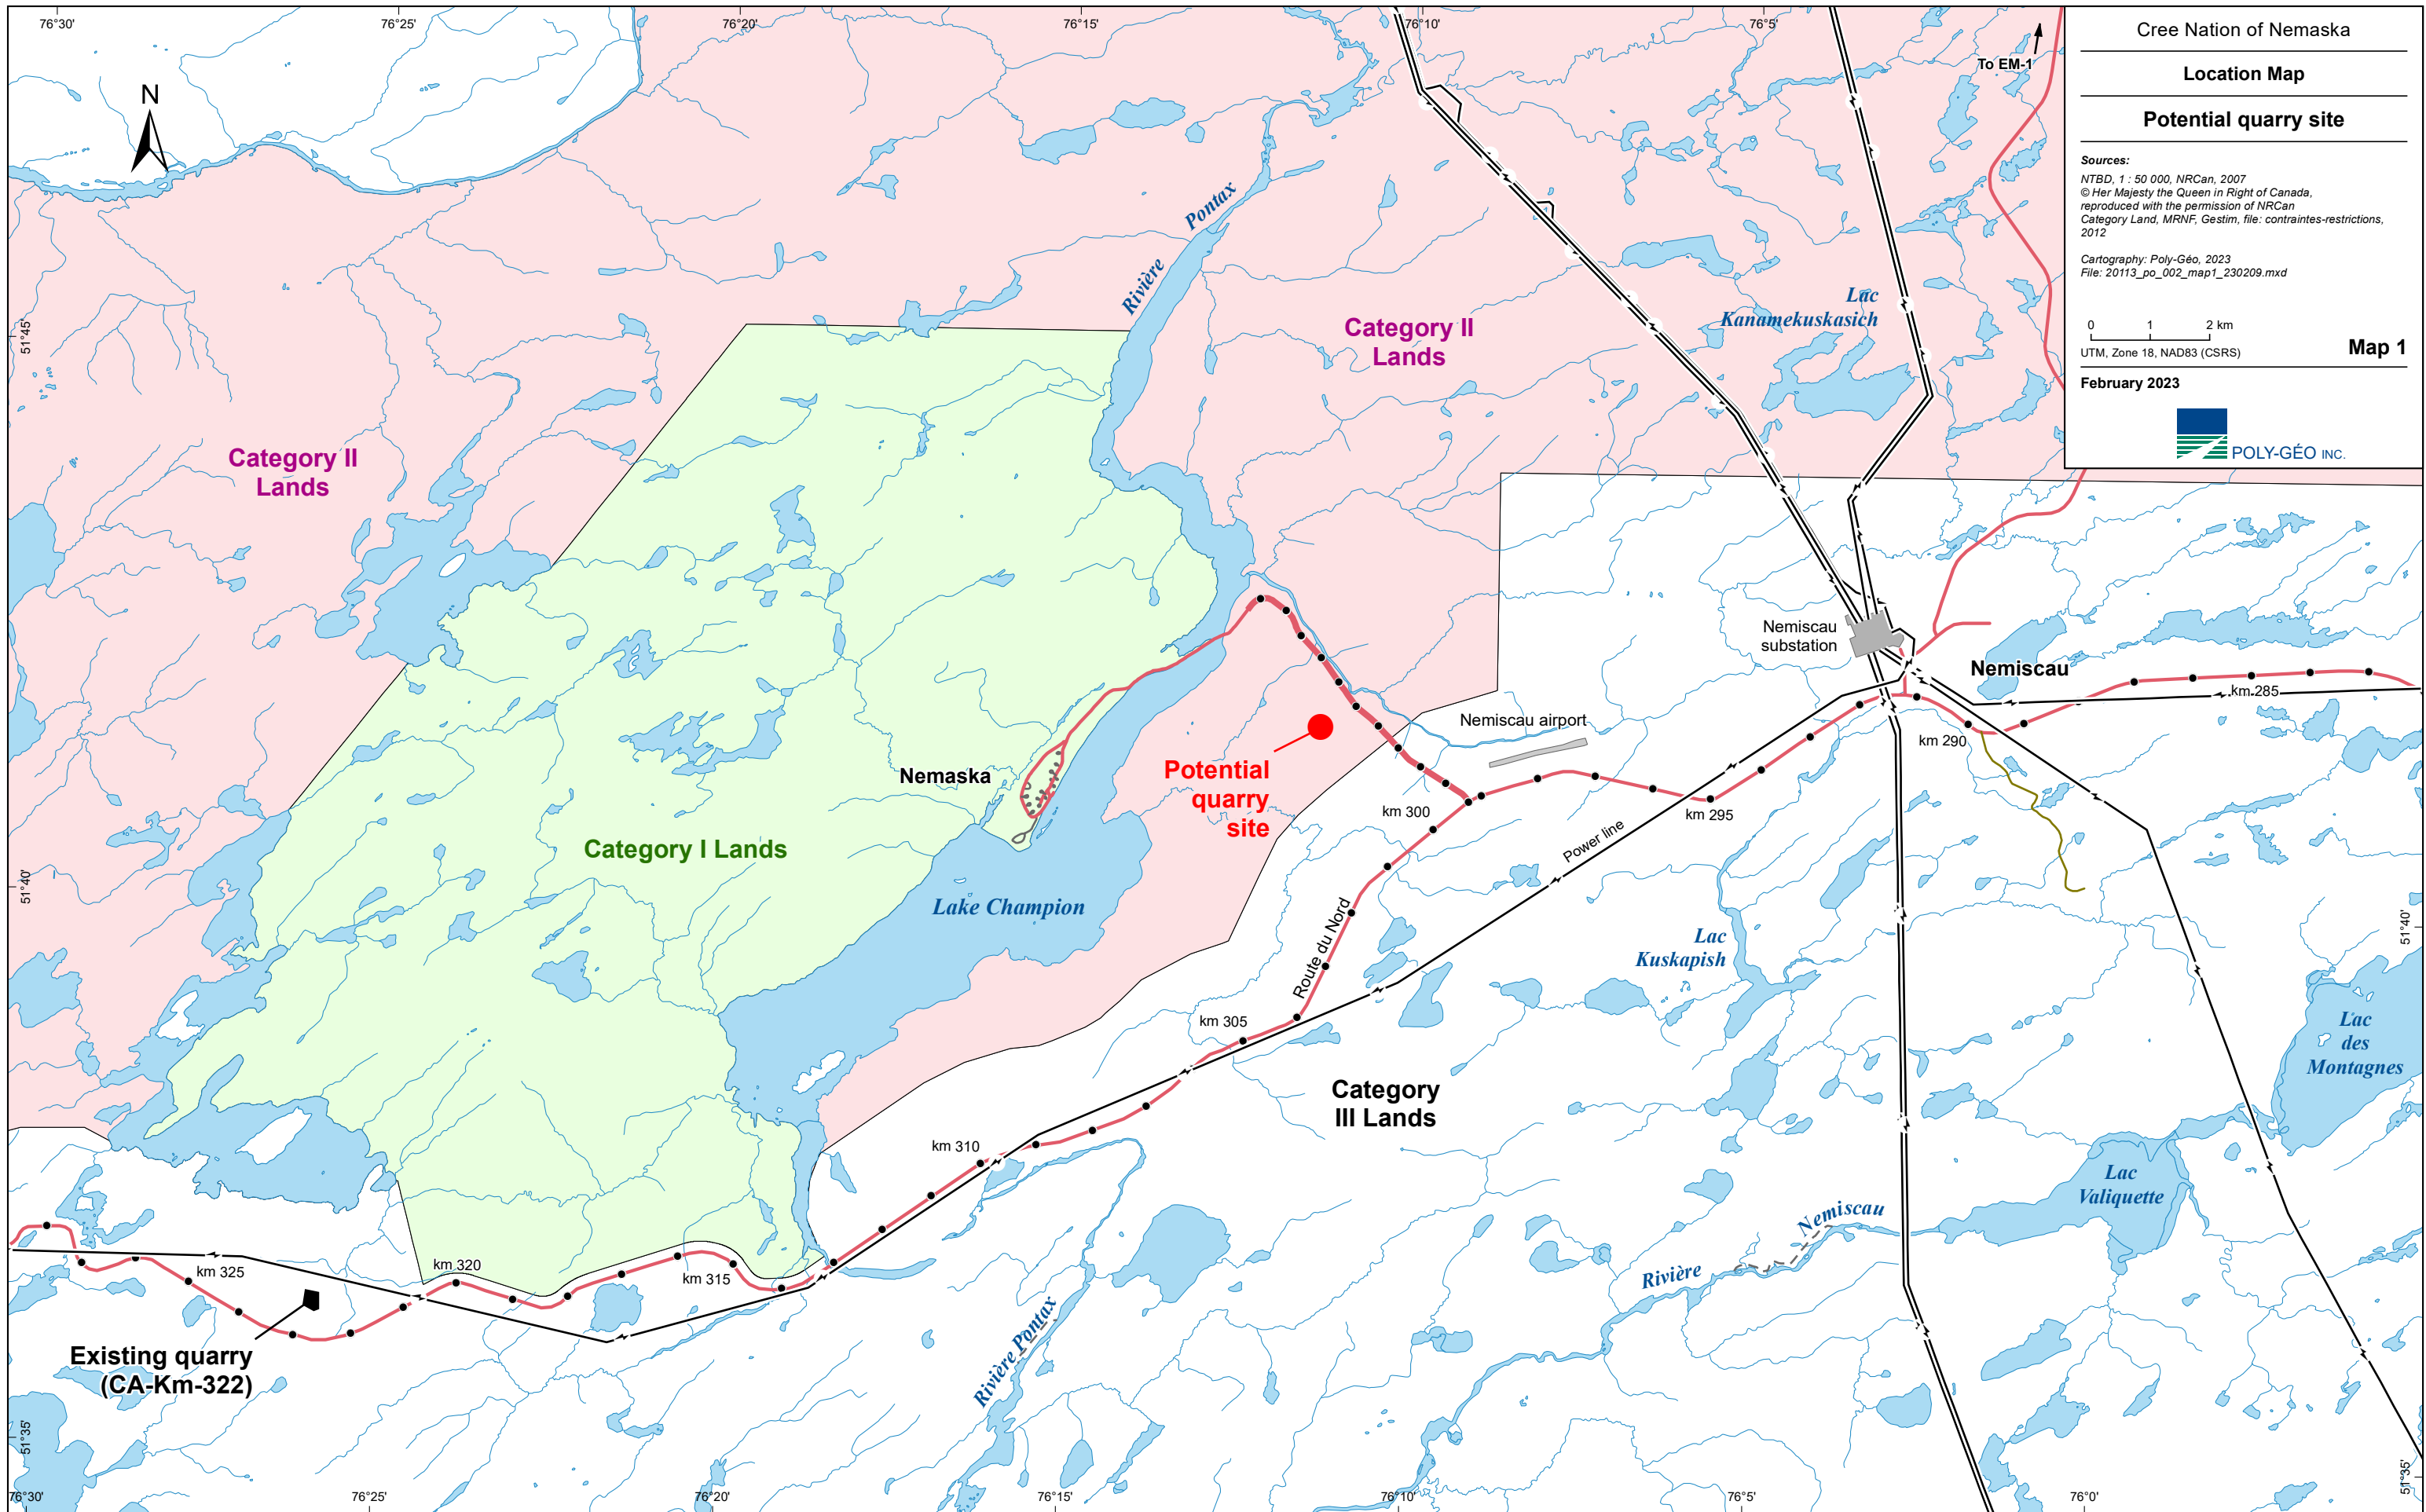 76°30'
76°25'
76°20'
76°15'
76°10'
76°5'
To EM-1
N
Cree Nation of Nemaska
Location Map
Potential quarry site
Sources:
NTBD, 1 : 50 000, NRCan, 2007
© Her Majesty the Queen in Right of Canada,
reproduced with the permission of NRCan
Category Land, MRNF, Gestim, file: contraintes-restrictions,
2012
Cartography: Poly-Géo, 2023
File: 20113_po_002_map1_230209.mxd
0 1 2 km
UTM, Zone 18, NAD83 (CSRS)
Map 1
February 2023
POLY-GÉO INC.
Rivière Pontax
51°45'
Category II
Lands
Lac
Kanamekuskasich
Category II
Lands
Nemiscau
substation
Nemiscau
km 285
Nemiscau airport
km 290
Nemaska
Potential
quarry
site
km 300
km 295
Power line
Category I Lands
51°40'
Lake Champion
Route du Nord
Lac
Kuskapish
51°40'
km 305
Lac
des
Montagnes
Category
III Lands
km 310
Lac
Valiquette
Rivière Nemiscau
km 325
km 320
km 315
Existing quarry
(CA-Km-322)
Rivière Pontax
51°35'
51°35'
76°30'
76°25'
76°20'
76°15'
76°10'
76°5'
76°0'